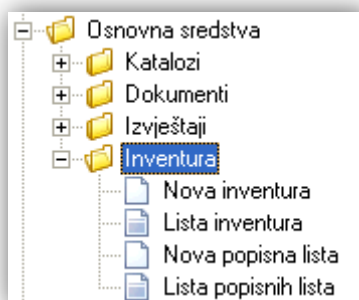 Osnovna sredstva
Katalozi
Dokumenti
Izvještaji
Inventura
Nova inventura
Lista inventura
Nova popisna lista
Lista popisnih lista